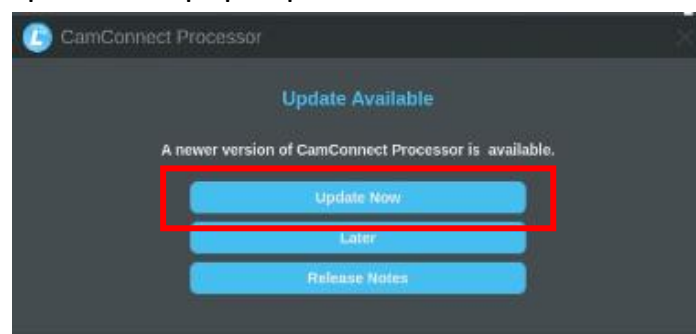 CamConnect Processor
Update Available
A newer version of CamConnect Processor is available.
Update Now
Later
Release Notes